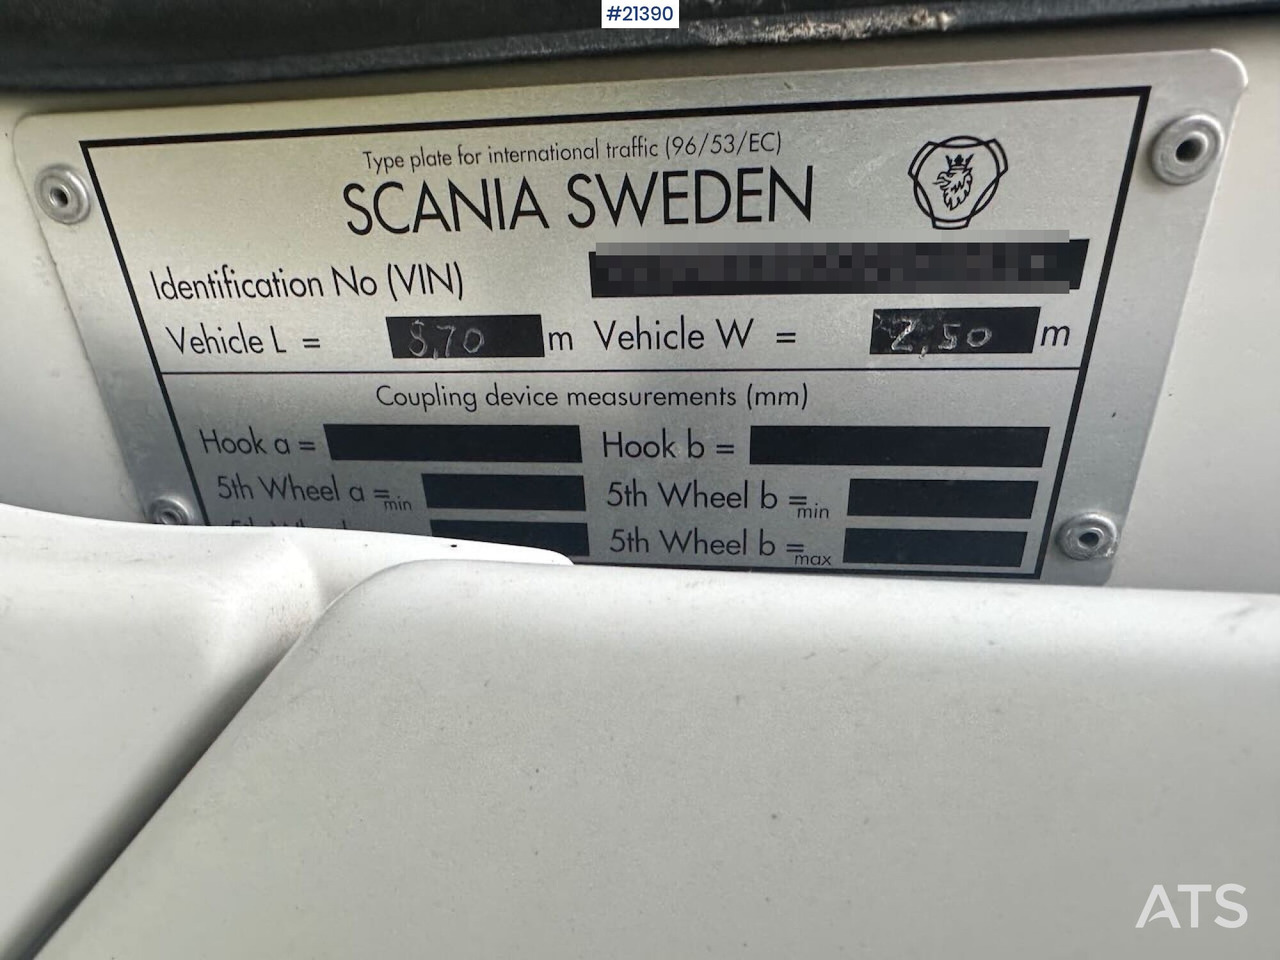 #21390
Type plate for international traffic (96/53/EC)
SCANIA SWEDEN
Identification No (VIN)
Vehicle L = 8,70 m Vehicle W = 2,50 m
Coupling device measurements (mm)
Hook a = Hook b =
5th Wheel a =min 5th Wheel b =min
5th Wheel b =max
ATS